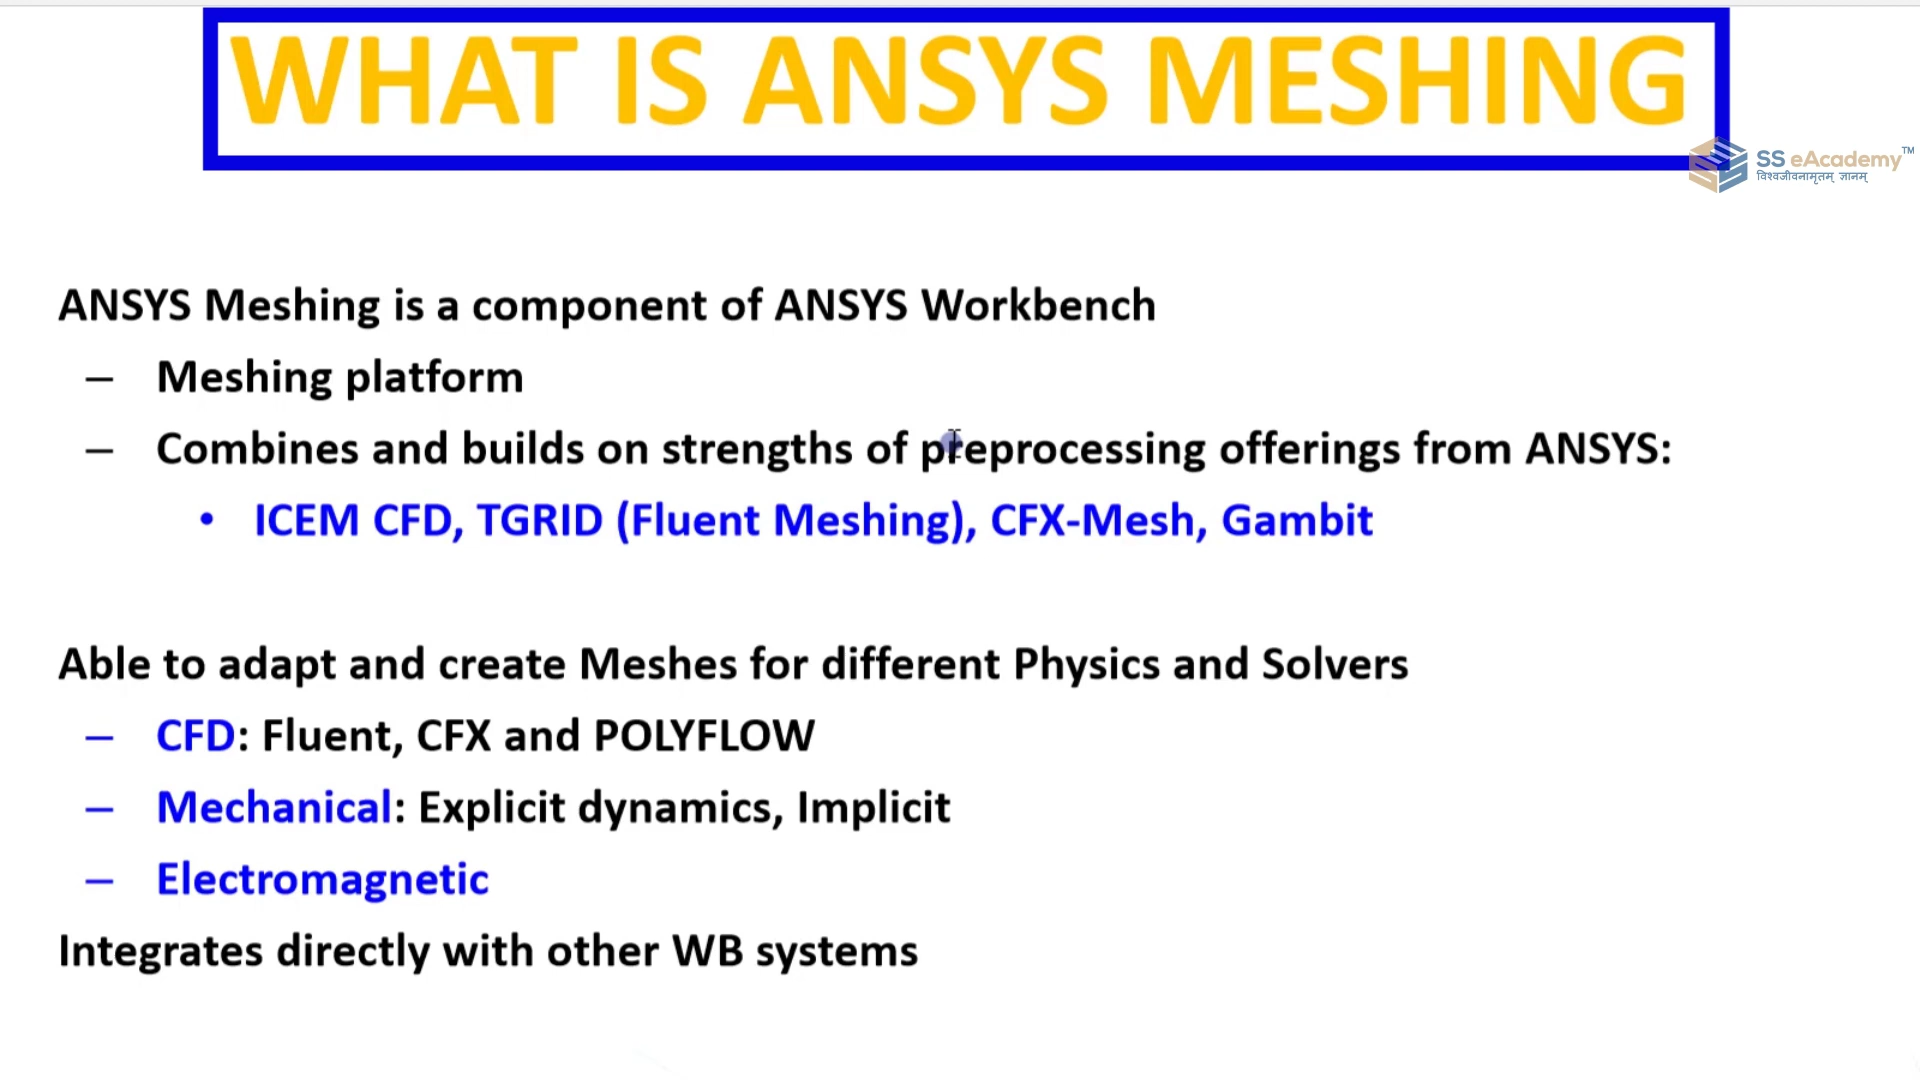 WHAT IS ANSYS MESHING
SS eAcademy™
विश्वजीवनामृतम् ज्ञानम्
ANSYS Meshing is a component of ANSYS Workbench
– Meshing platform
– Combines and builds on strengths of preprocessing offerings from ANSYS:
• ICEM CFD, TGRID (Fluent Meshing), CFX-Mesh, Gambit
Able to adapt and create Meshes for different Physics and Solvers
– CFD: Fluent, CFX and POLYFLOW
– Mechanical: Explicit dynamics, Implicit
– Electromagnetic
Integrates directly with other WB systems